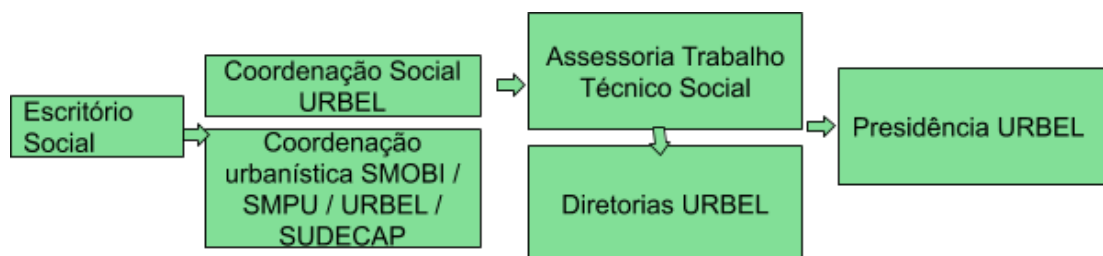 Escritório
Social
Coordenação Social
URBEL
Coordenação
urbanística SMOBI /
SMPU / URBEL /
SUDECAP
Assessoria Trabalho
Técnico Social
Diretorias URBEL
Presidência URBEL